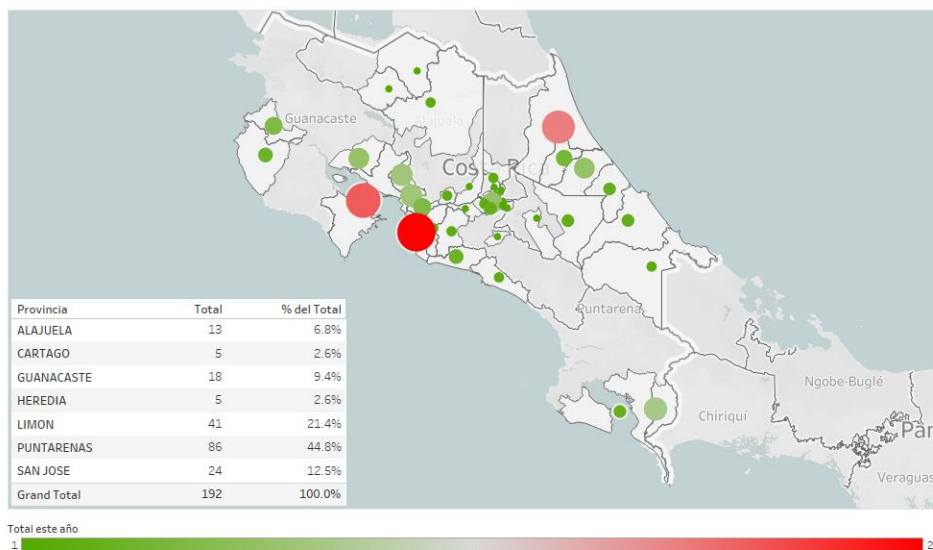 Guanacaste
Alajuela
Costa Rica
Puntarena
Ngobe-Buglé
Chiriquí
Pan
Veraguas
Provincia Total % del Total
ALAJUELA 13 6.8%
CARTAGO 5 2.6%
GUANACASTE 18 9.4%
HEREDIA 5 2.6%
LIMON 41 21.4%
PUNTARENAS 86 44.8%
SAN JOSE 24 12.5%
Grand Total 192 100.0%
Total este año
1 2